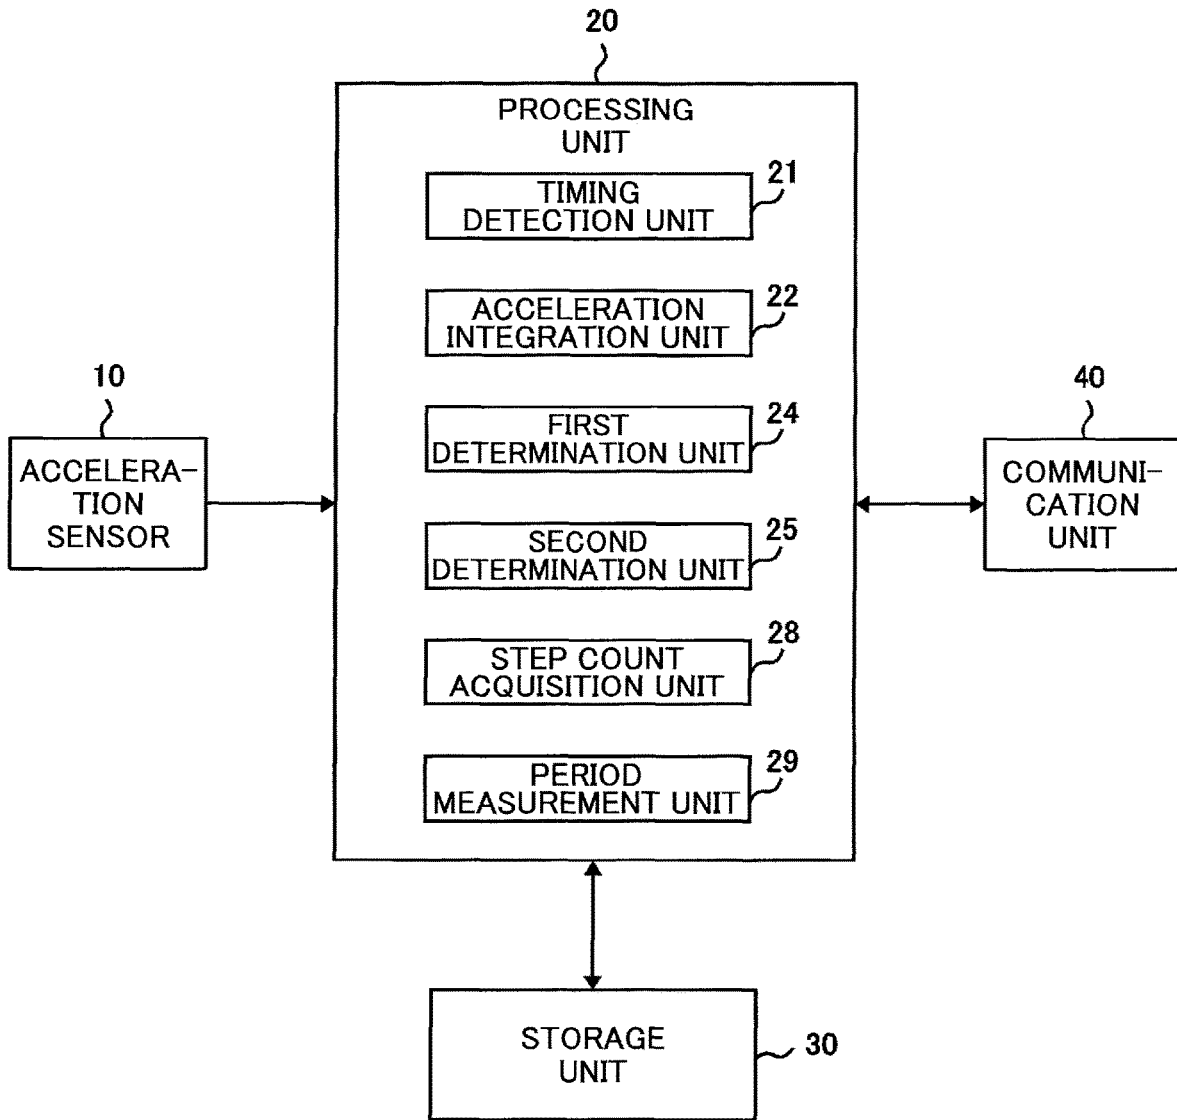 20
PROCESSING
UNIT
21
TIMING
DETECTION UNIT
22
ACCELERATION
INTEGRATION UNIT
10
ACCELERA-
TION
SENSOR
24
FIRST
DETERMINATION UNIT
40
COMMUNI-
CATION
UNIT
25
SECOND
DETERMINATION UNIT
28
STEP COUNT
ACQUISITION UNIT
29
PERIOD
MEASUREMENT UNIT
STORAGE
UNIT
30